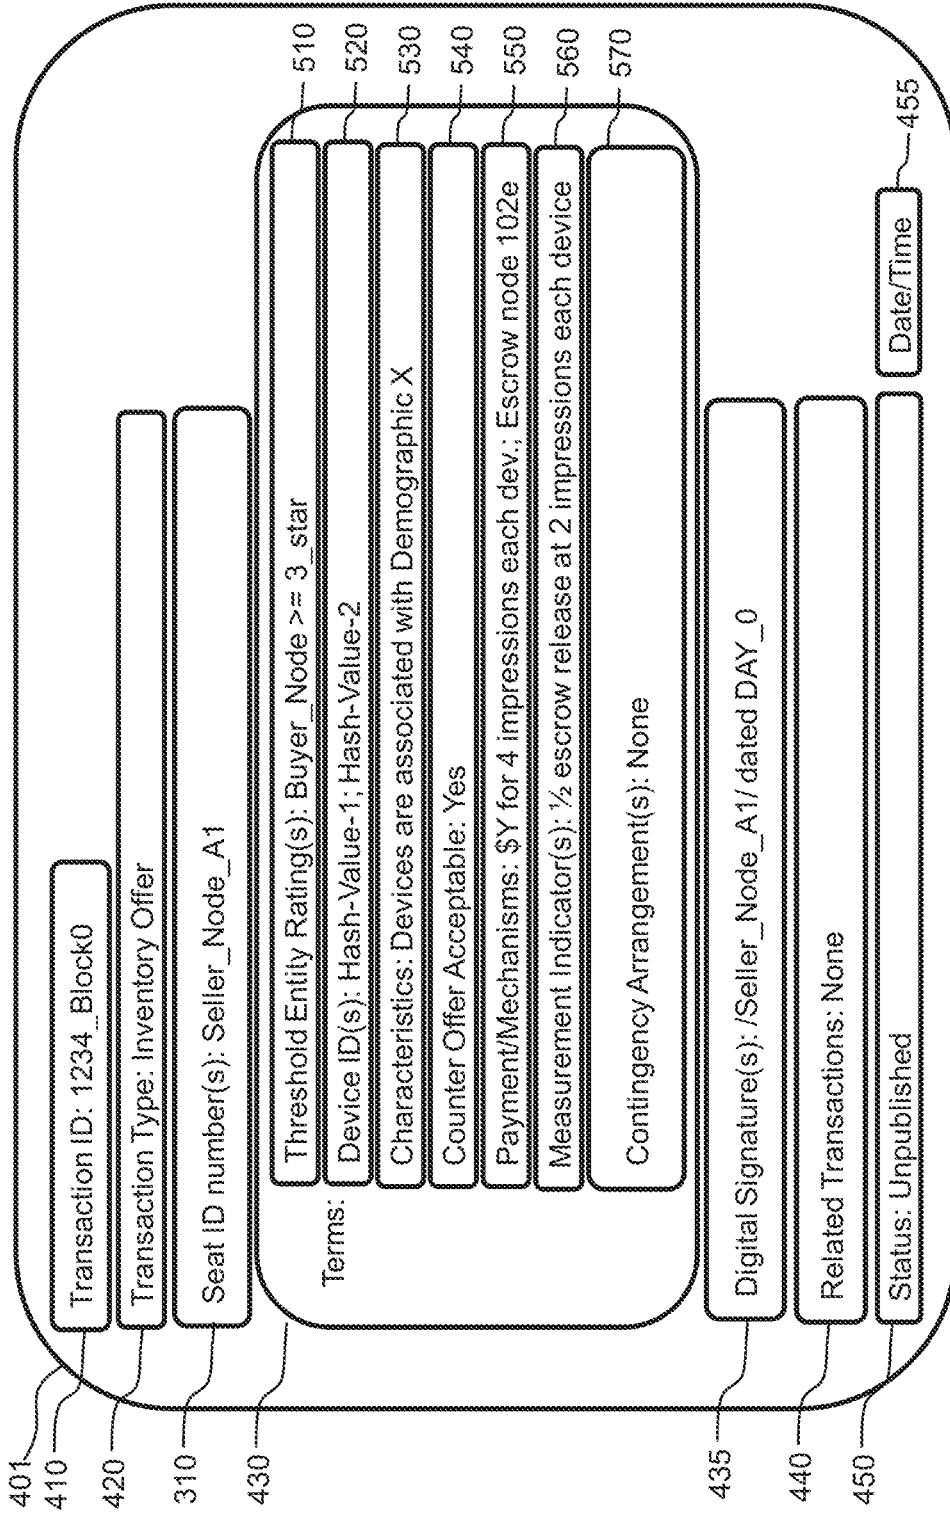 401
410
Transaction ID: 1234_Block0
420
Transaction Type: Inventory Offer
310
Seat ID number(s): Seller_Node_A1
430
Terms:
Threshold Entity Rating(s): Buyer_Node >= 3_star
510
Device ID(s): Hash-Value-1; Hash-Value-2
520
Characteristics: Devices are associated with Demographic X
530
Counter Offer Acceptable: Yes
540
Payment/Mechanisms: $Y for 4 impressions each dev.; Escrow node 102e
550
Measurement Indicator(s): ½ escrow release at 2 impressions each device
560
Contingency Arrangement(s): None
570
435
Digital Signature(s): /Seller_Node_A1/ dated DAY_0
440
Related Transactions: None
450
Status: Unpublished
Date/Time
455